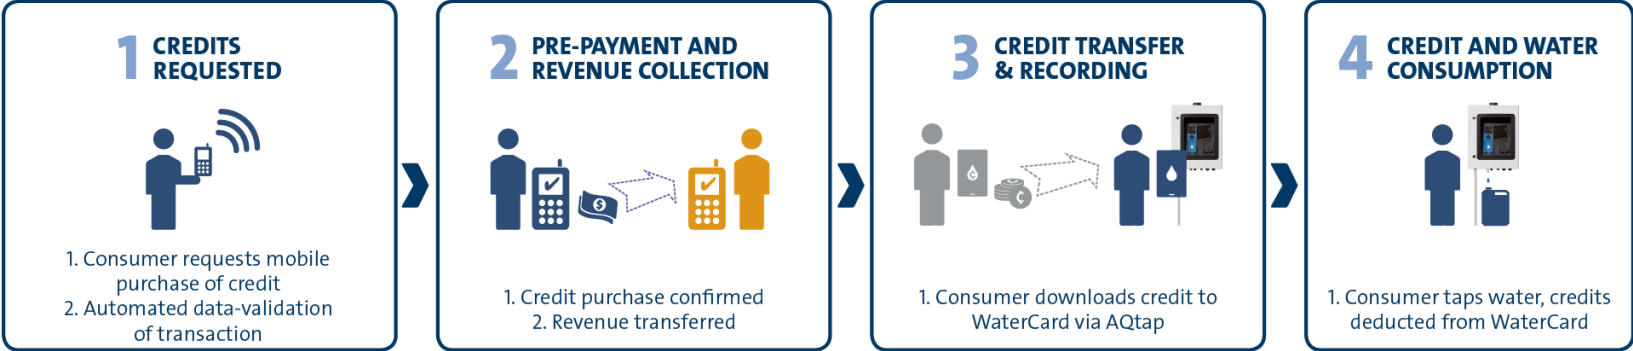 1 CREDITS
REQUESTED
1. Consumer requests mobile
purchase of credit
2. Automated data-validation
of transaction
2 PRE-PAYMENT AND
REVENUE COLLECTION
$
1. Credit purchase confirmed
2. Revenue transferred
3 CREDIT TRANSFER
& RECORDING
1. Consumer downloads credit to
WaterCard via AQtap
4 CREDIT AND WATER
CONSUMPTION
1. Consumer taps water, credits
deducted from WaterCard